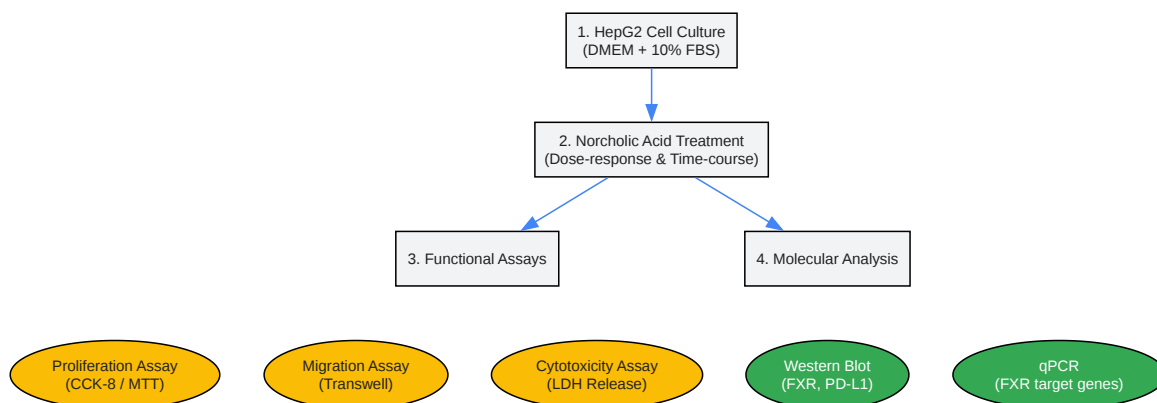 1. HepG2 Cell Culture
(DMEM + 10% FBS)
2. Norcholic Acid Treatment
(Dose-response & Time-course)
3. Functional Assays
4. Molecular Analysis
Proliferation Assay
(CCK-8 / MTT)
Migration Assay
(Transwell)
Cytotoxicity Assay
(LDH Release)
Western Blot
(FXR, PD-L1)
qPCR
(FXR target genes)